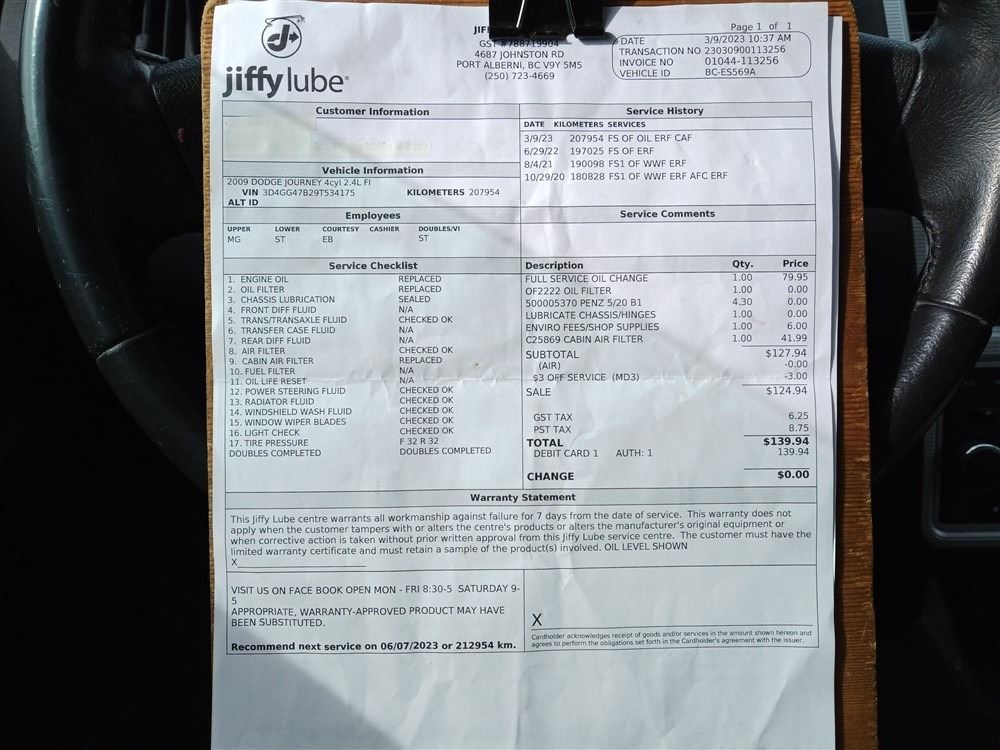 jiffy lube
GST #788719904
4687 JOHNSTON RD
PORT ALBERNI, BC V9Y 5M5
(250) 723-4669
Page 1 of 1
DATE 3/9/2023 10:37 AM
TRANSACTION NO 23030900113256
INVOICE NO 01044-113256
VEHICLE ID BC-ES569A
Customer Information
Vehicle Information
2009 DODGE JOURNEY 4cyl 2.4L FI
VIN 3D4GG47B29T534175 KILOMETERS 207954
ALT ID
Employees
UPPER LOWER COURTESY CASHIER DOUBLES/VI
MG ST EB ST
Service History
DATE KILOMETERS SERVICES
3/9/23 207954 FS OF OIL ERF CAF
6/29/22 197025 FS OF ERF
8/4/21 190098 FS1 OF WWF ERF
10/29/20 180828 FS1 OF WWF ERF AFC ERF
Service Comments
Service Checklist
1. ENGINE OIL REPLACED
2. OIL FILTER REPLACED
3. CHASSIS LUBRICATION SEALED
4. FRONT DIFF FLUID N/A
5. TRANS/TRANSAXLE FLUID CHECKED OK
6. TRANSFER CASE FLUID N/A
7. REAR DIFF FLUID N/A
8. AIR FILTER CHECKED OK
9. CABIN AIR FILTER REPLACED
10. FUEL FILTER N/A
11. OIL LIFE RESET N/A
12. POWER STEERING FLUID CHECKED OK
13. RADIATOR FLUID CHECKED OK
14. WINDSHIELD WASH FLUID CHECKED OK
15. WINDOW WIPER BLADES CHECKED OK
16. LIGHT CHECK CHECKED OK
17. TIRE PRESSURE F 32 R 32
DOUBLES COMPLETED DOUBLES COMPLETED
Description Qty. Price
FULL SERVICE OIL CHANGE 1.00 79.95
OF2222 OIL FILTER 1.00 0.00
500005370 PENZ 5/20 B1 4.30 0.00
LUBRICATE CHASSIS/HINGES 1.00 0.00
ENVIRO FEES/SHOP SUPPLIES 1.00 6.00
C25869 CABIN AIR FILTER 1.00 41.99
SUBTOTAL $127.94
(AIR) -0.00
$3 OFF SERVICE (MD3) -3.00
SALE $124.94
GST TAX 6.25
PST TAX 8.75
TOTAL $139.94
DEBIT CARD 1 AUTH: 1 139.94
CHANGE $0.00
Warranty Statement
This Jiffy Lube centre warrants all workmanship against failure for 7 days from the date of service. This warranty does not
apply when the customer tampers with or alters the centre's products or alters the manufacturer's original equipment or
when corrective action is taken without prior written approval from this Jiffy Lube service centre. The customer must have the
limited warranty certificate and must retain a sample of the product(s) involved. OIL LEVEL SHOWN
X
VISIT US ON FACE BOOK OPEN MON - FRI 8:30-5 SATURDAY 9-
5
APPROPRIATE, WARRANTY-APPROVED PRODUCT MAY HAVE
BEEN SUBSTITUTED.
Recommend next service on 06/07/2023 or 212954 km.
X
Cardholder acknowledges receipt of goods and/or services in the amount shown hereon and
agrees to perform the obligations set forth in the Cardholder's agreement with the issuer.